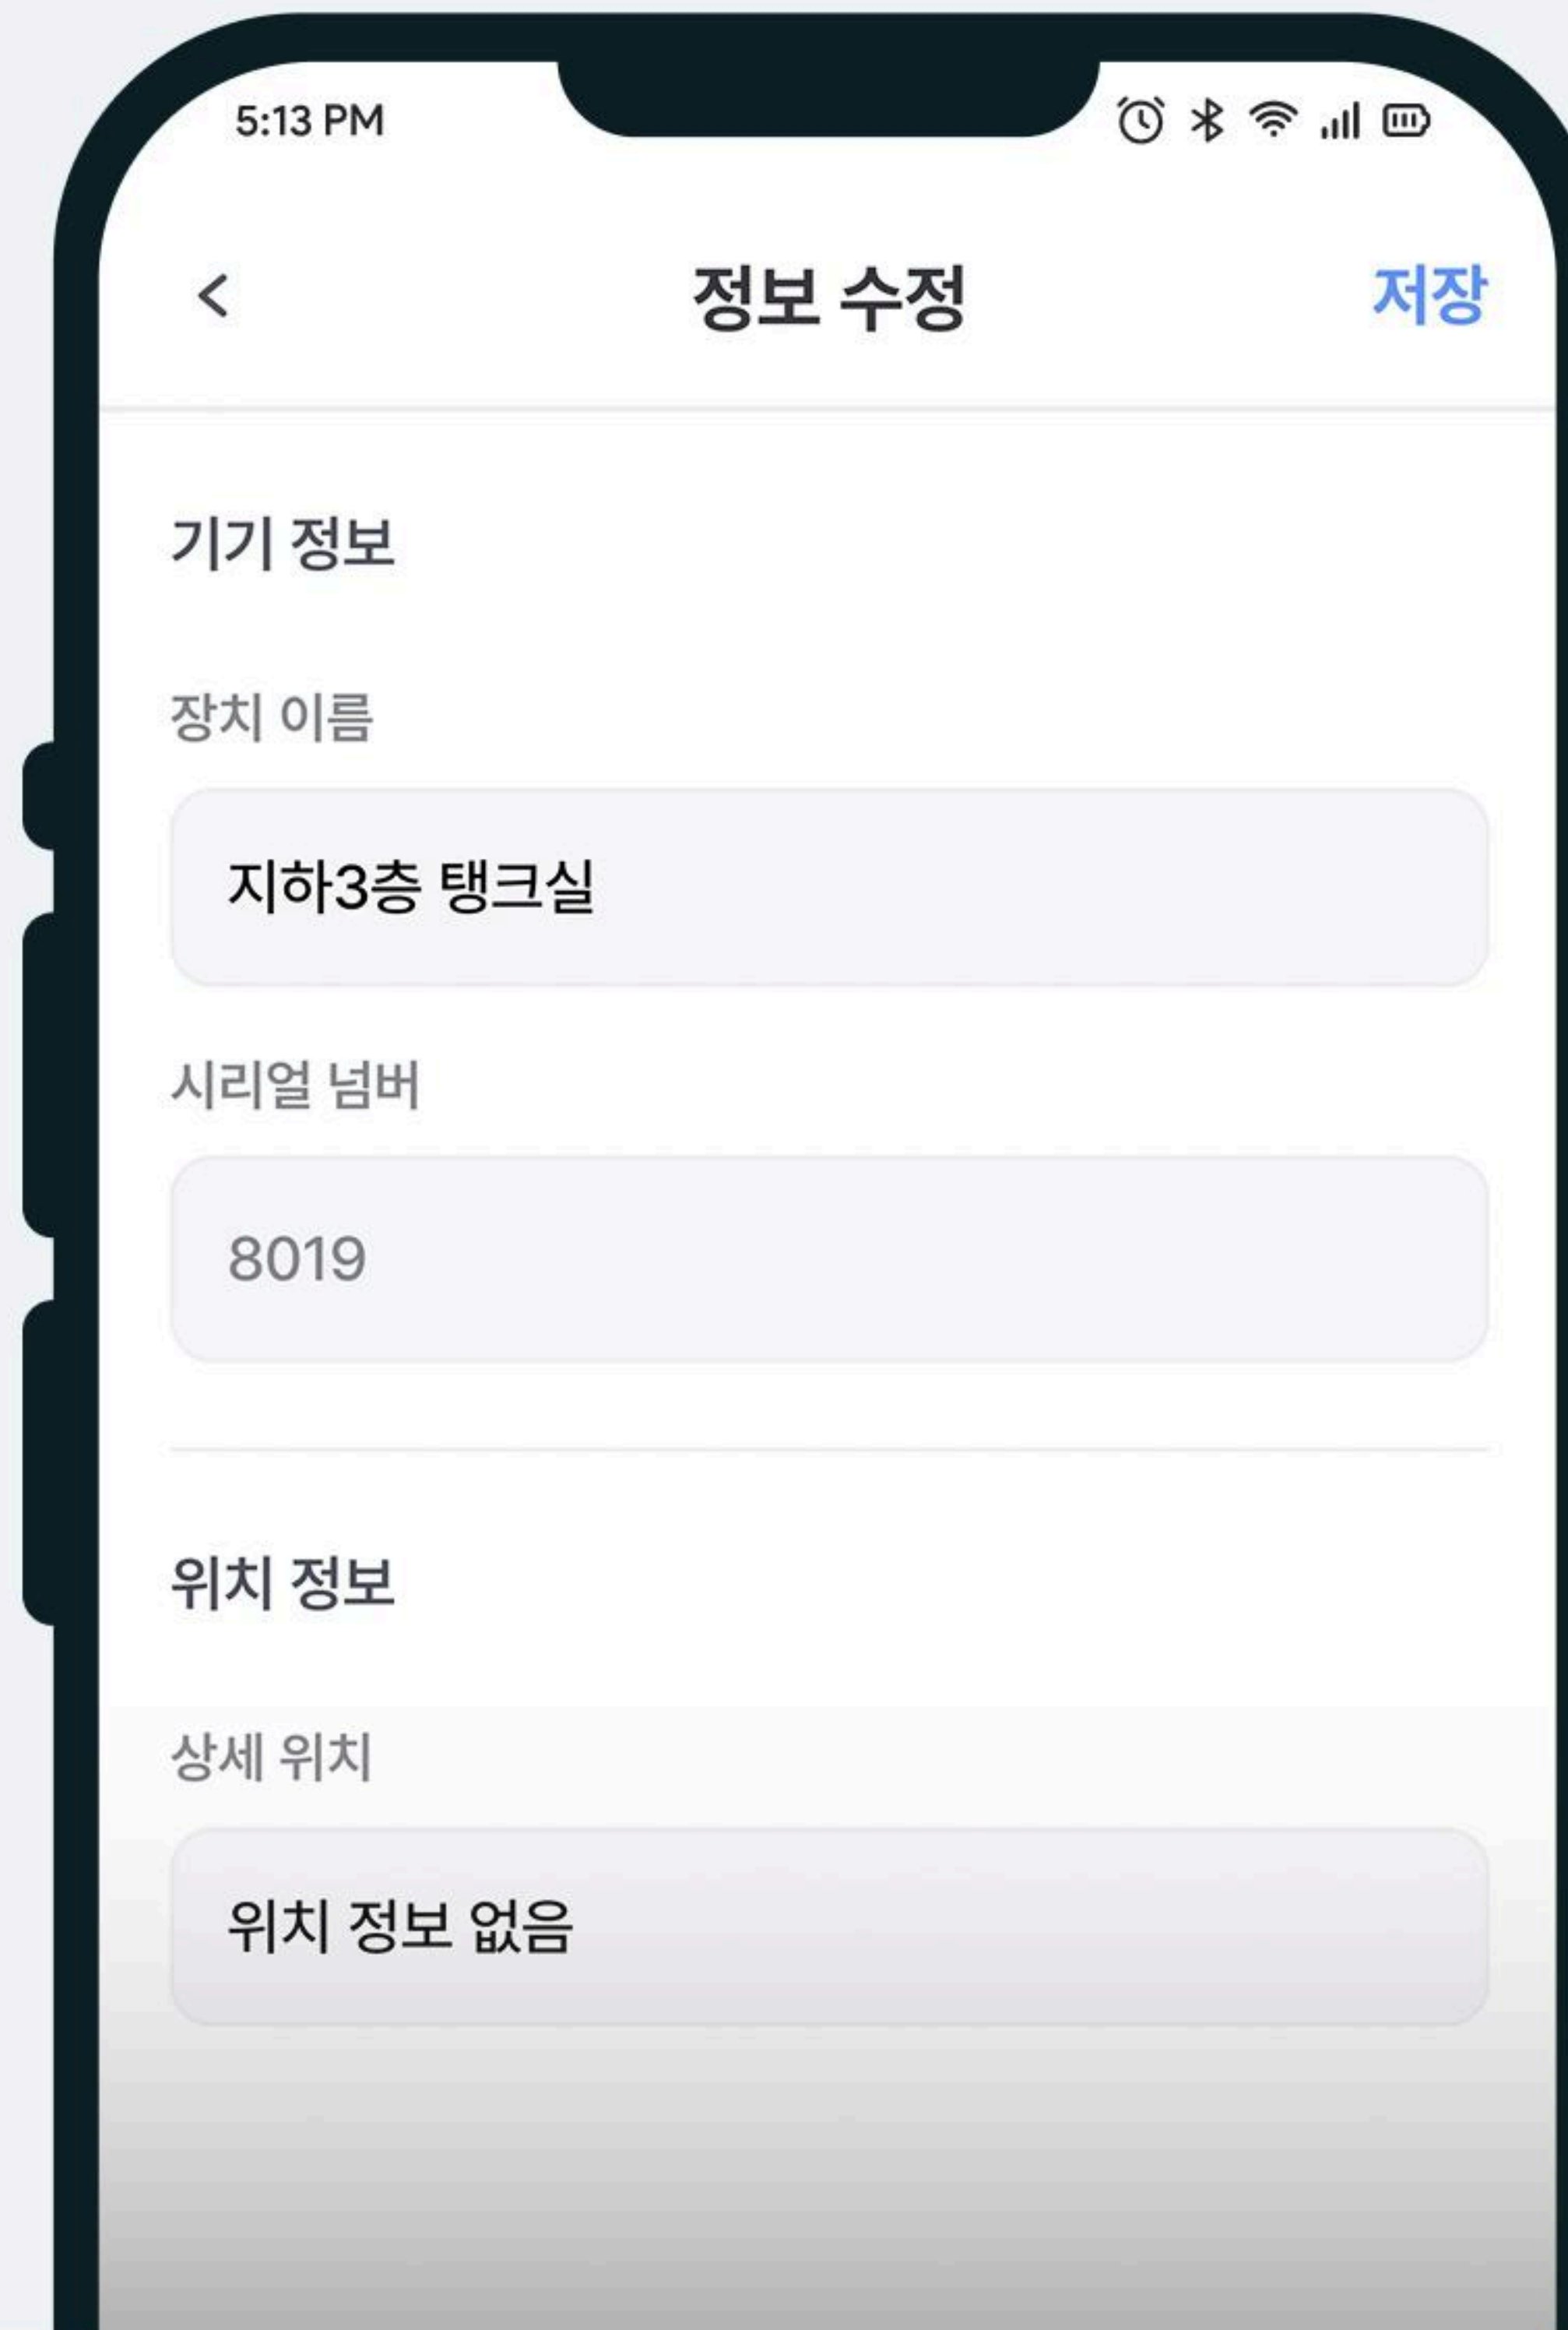 5:13 PM
정보 수정
저장
기기 정보
장치 이름
지하3층 탱크실
시리얼 넘버
8019
위치 정보
상세 위치
위치 정보 없음